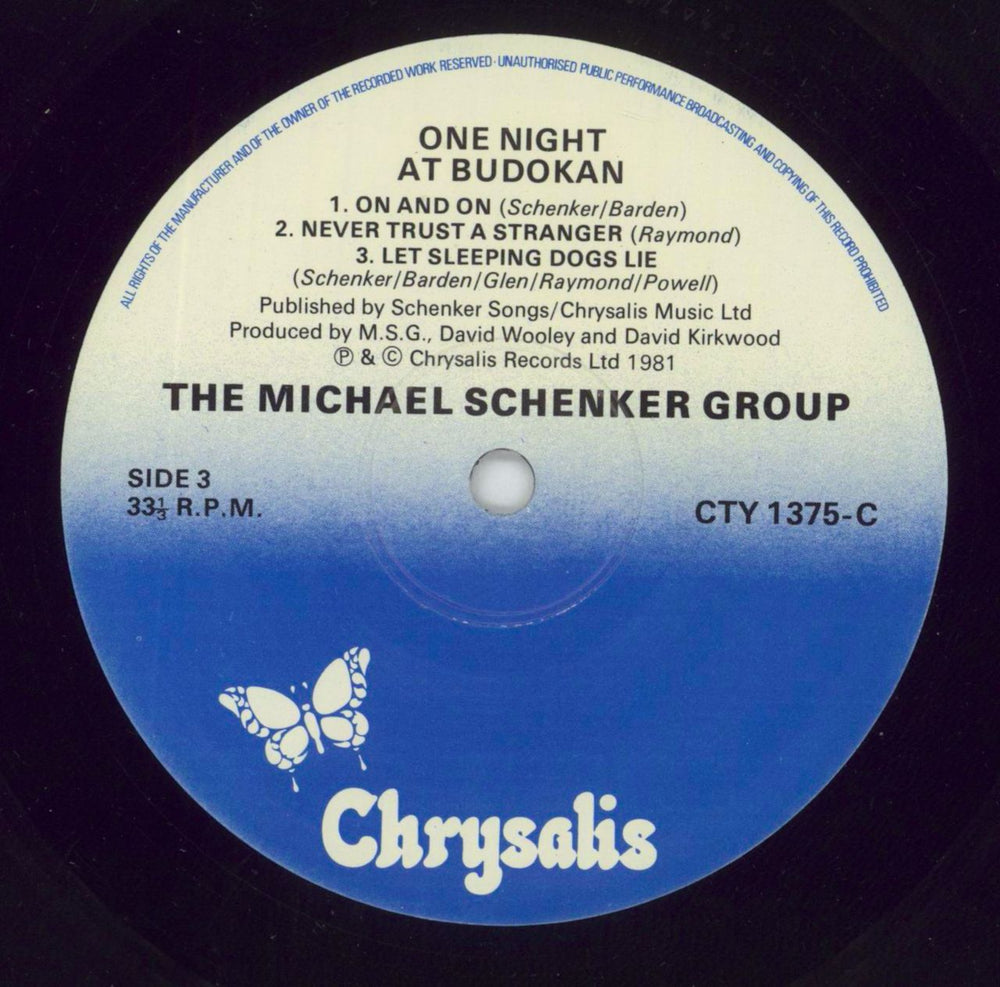 ALL RIGHTS OF THE MANUFACTURER AND OF THE OWNER OF THE RECORDED WORK RESERVED · UNAUTHORISED PUBLIC PERFORMANCE BROADCASTING AND COPYING OF THIS RECORD PROHIBITED
ONE NIGHT
AT BUDOKAN
1. ON AND ON (Schenker/Barden)
2. NEVER TRUST A STRANGER (Raymond)
3. LET SLEEPING DOGS LIE
(Schenker/Barden/Glen/Raymond/Powell)
Published by Schenker Songs/Chrysalis Music Ltd
Produced by M.S.G., David Wooley and David Kirkwood
℗ & © Chrysalis Records Ltd 1981
THE MICHAEL SCHENKER GROUP
SIDE 3
33⅓ R.P.M.
CTY 1375-C
Chrysalis